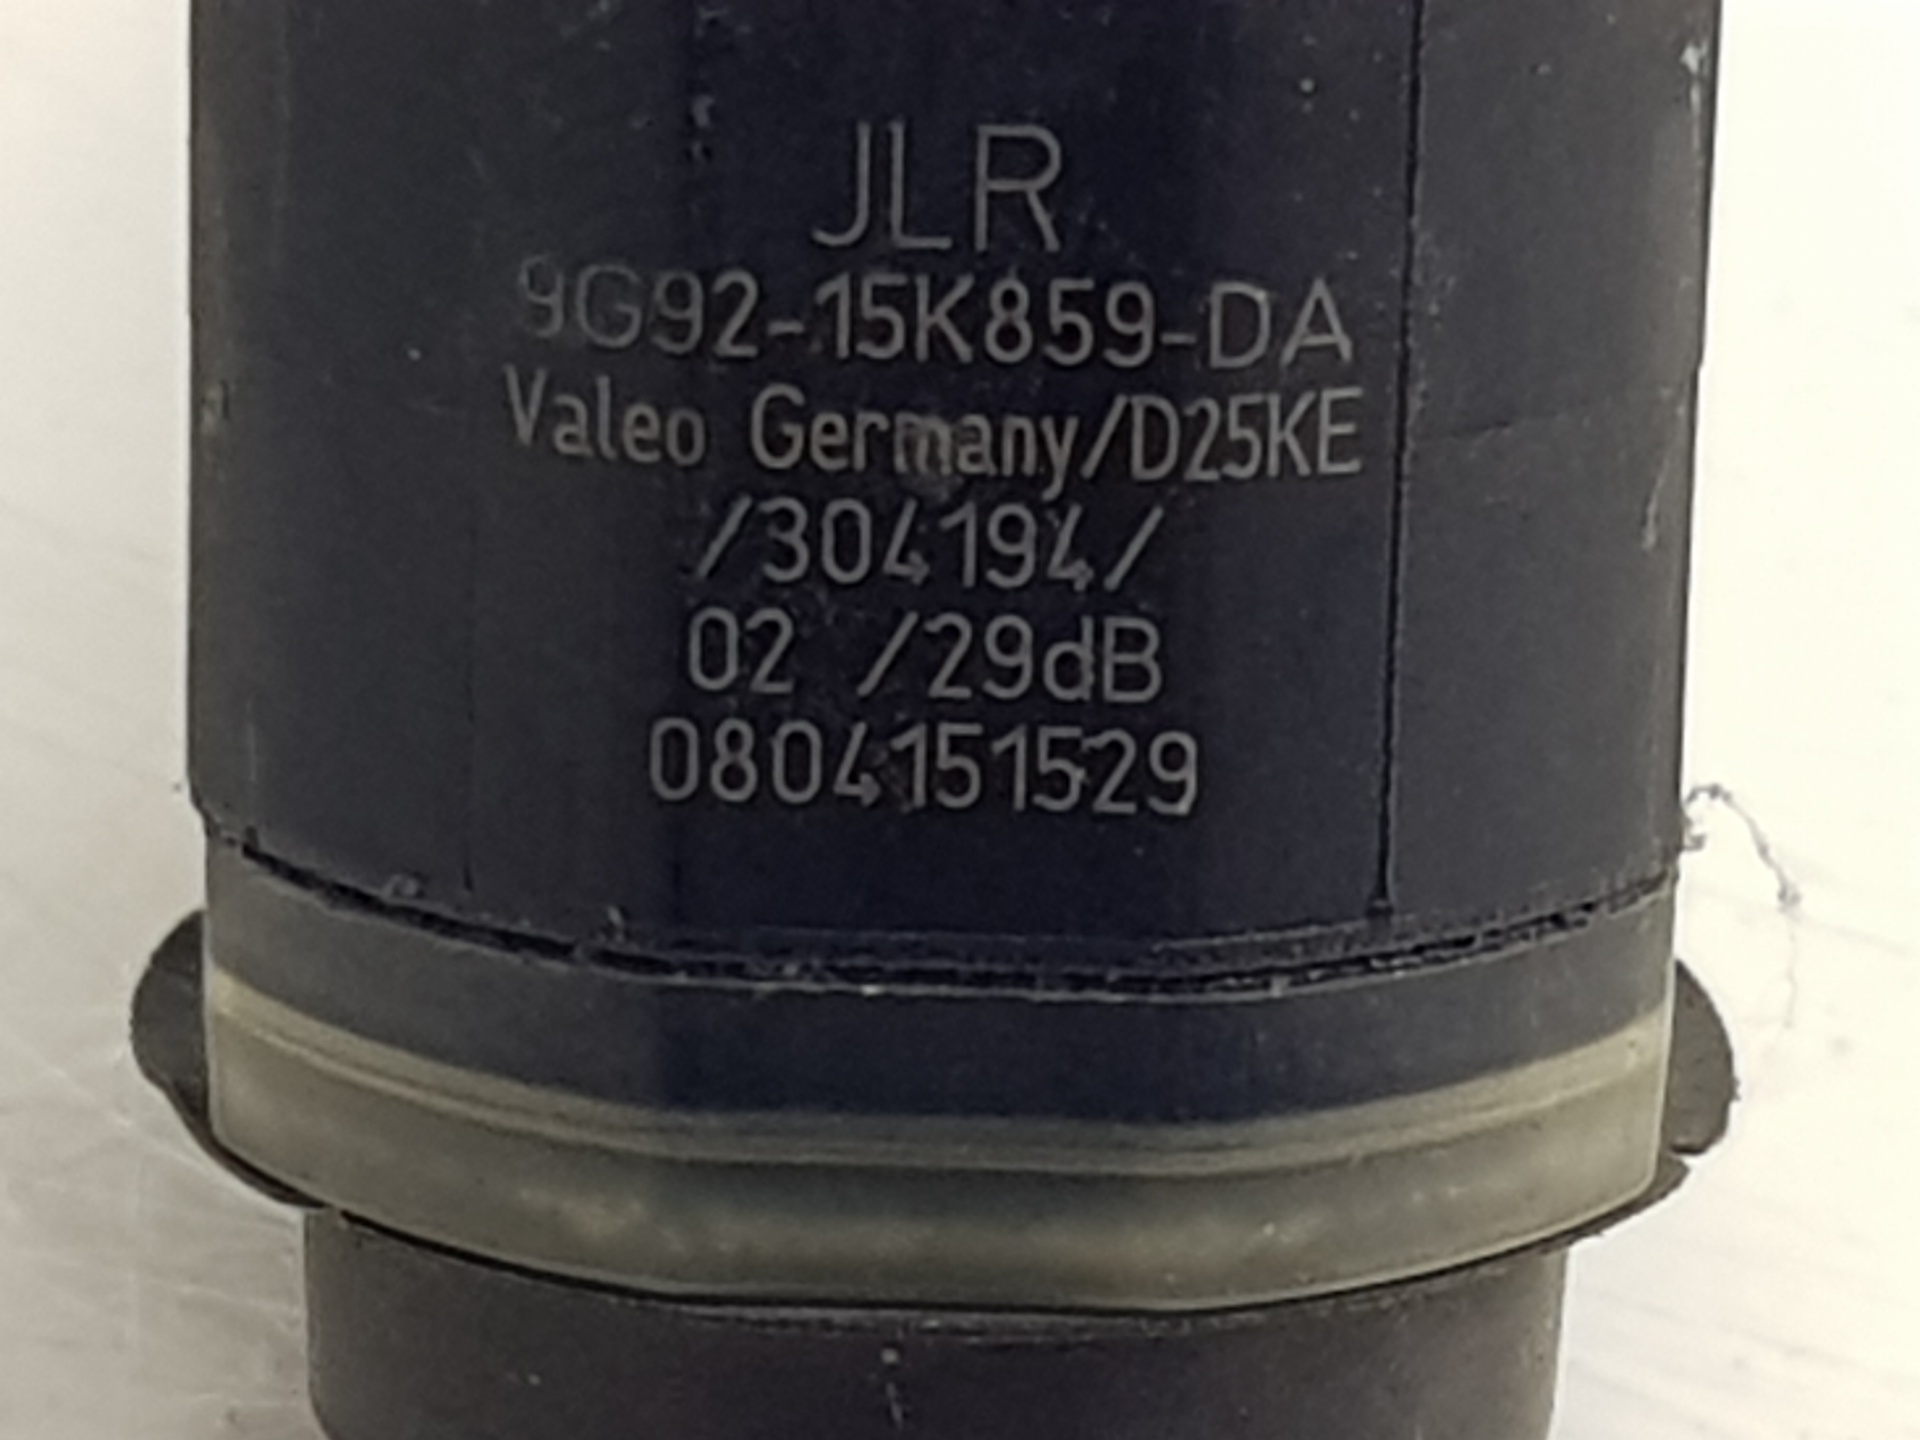 JLR
9G92-15K859-DA
Valeo Germany/D25KE
/304194/
02 /29dB
0804151529